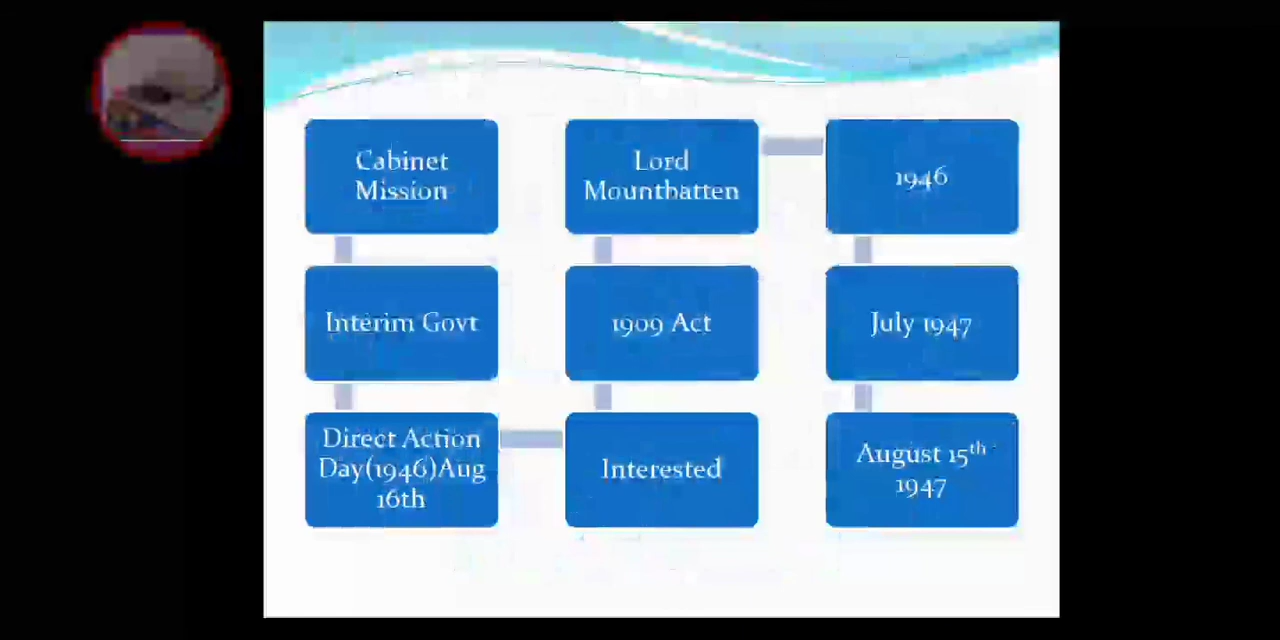 Cabinet
Mission
Interim Govt
Direct Action
Day(1946)Aug
16th
Interested
1909 Act
Lord
Mountbatten
1946
July 1947
August 15th
1947